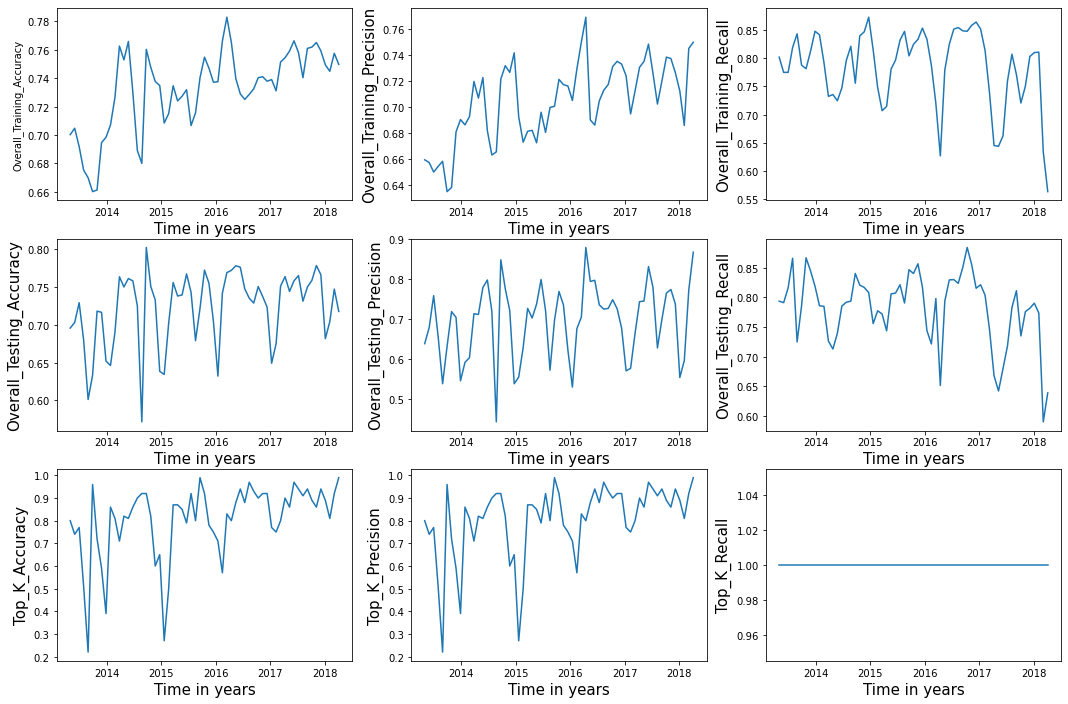 Overall_Training_Accuracy
0.78
0.76
0.74
0.72
0.70
0.68
0.66
2014 2015 2016 2017 2018
Time in years
Overall_Training_Precision
0.76
0.74
0.72
0.70
0.68
0.66
0.64
2014 2015 2016 2017 2018
Time in years
Overall_Training_Recall
0.85
0.80
0.75
0.70
0.65
0.60
0.55
2014 2015 2016 2017 2018
Time in years
Overall_Testing_Accuracy
0.80
0.75
0.70
0.65
0.60
2014 2015 2016 2017 2018
Time in years
Overall_Testing_Precision
0.9
0.8
0.7
0.6
0.5
2014 2015 2016 2017 2018
Time in years
Overall_Testing_Recall
0.85
0.80
0.75
0.70
0.65
0.60
2014 2015 2016 2017 2018
Time in years
Top_K_Accuracy
1.0
0.9
0.8
0.7
0.6
0.5
0.4
0.3
0.2
2014 2015 2016 2017 2018
Time in years
Top_K_Precision
1.0
0.9
0.8
0.7
0.6
0.5
0.4
0.3
0.2
2014 2015 2016 2017 2018
Time in years
Top_K_Recall
1.04
1.02
1.00
0.98
0.96
2014 2015 2016 2017 2018
Time in years